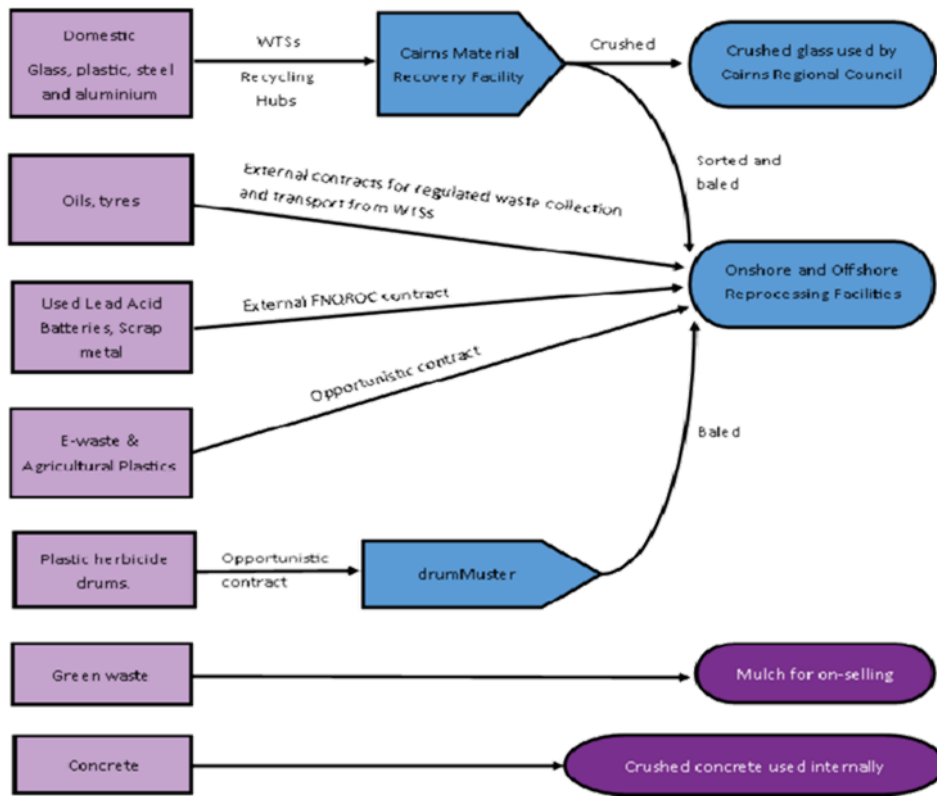 Domestic
Glass, plastic, steel
and aluminium
WTSs
Recycling
Hubs
Cairns Material
Recovery Facility
Crushed
Crushed glass used by
Cairns Regional Council
Sorted and
baled
Oils, tyres
External contracts for regulated waste collection
and transport from WTSs
Onshore and Offshore
Reprocessing Facilities
Used Lead Acid
Batteries, Scrap
metal
External FNQROC contract
Opportunistic contract
E-waste &
Agricultural Plastics
Baled
Plastic herbicide
drums.
Opportunistic
contract
drumMuster
Green waste
Mulch for on-selling
Concrete
Crushed concrete used internally